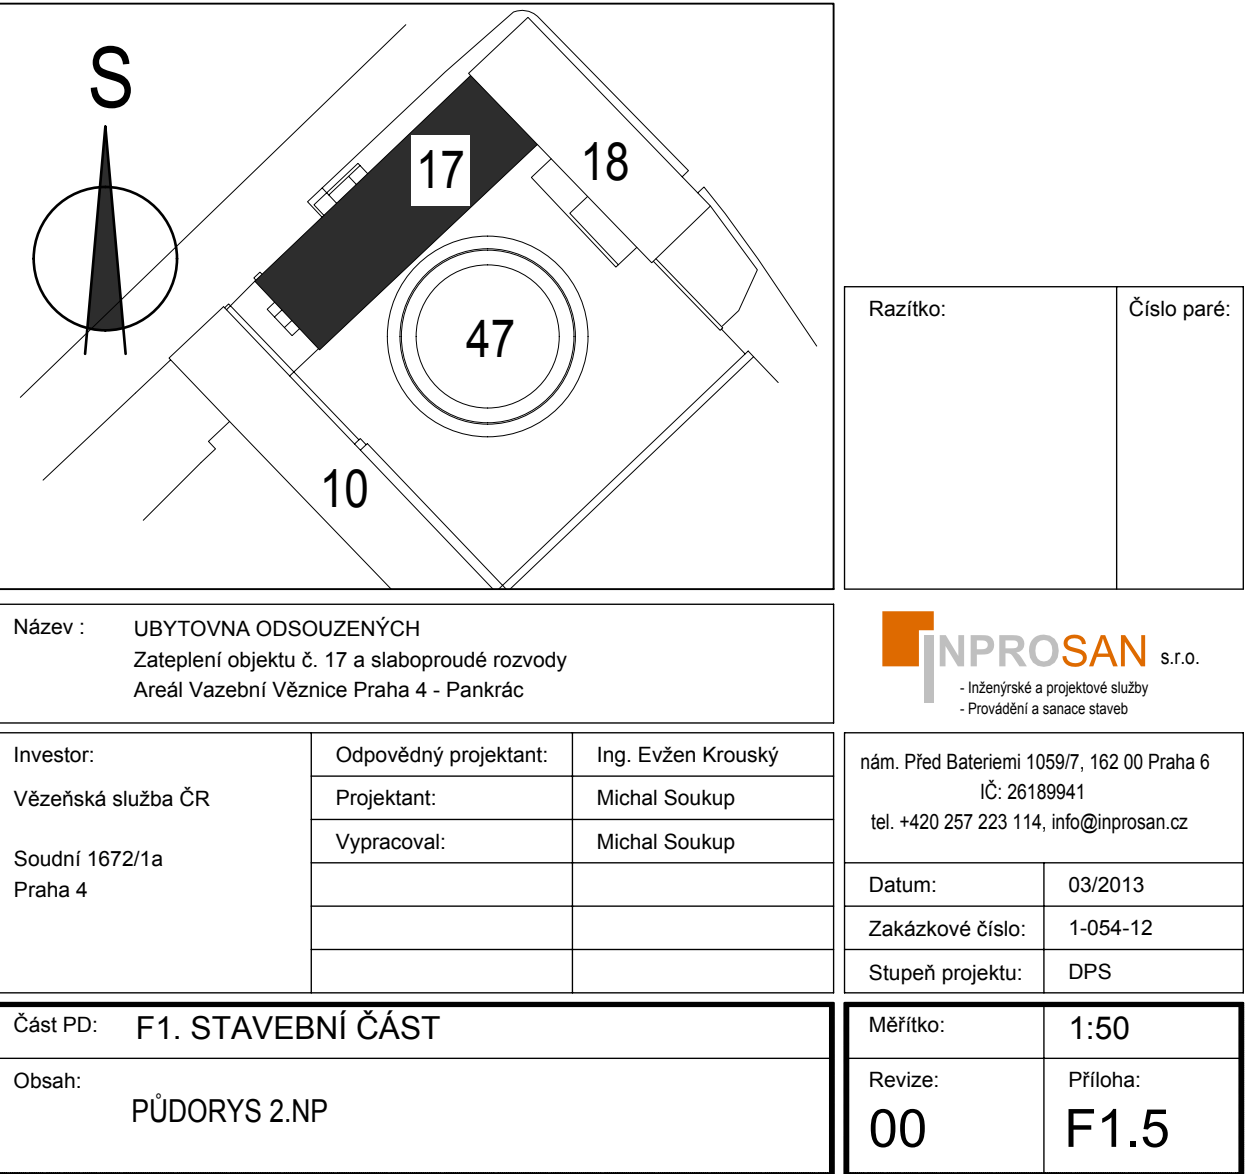 S
17
18
47
10
Razítko:
Číslo paré:
Název :
UBYTOVNA ODSOUZENÝCH
Zateplení objektu č. 17 a slaboproudé rozvody
Areál Vazební Věznice Praha 4 - Pankrác
INPROSAN s.r.o.
- Inženýrské a projektové služby
- Provádění a sanace staveb
Investor:
Vězeňská služba ČR
Soudní 1672/1a
Praha 4
Odpovědný projektant: Ing. Evžen Krouský
Projektant: Michal Soukup
Vypracoval: Michal Soukup
nám. Před Bateriemi 1059/7, 162 00 Praha 6
IČ: 26189941
tel. +420 257 223 114, info@inprosan.cz
Datum: 03/2013
Zakázkové číslo: 1-054-12
Stupeň projektu: DPS
Část PD: F1. STAVEBNÍ ČÁST
Obsah:
PŮDORYS 2.NP
Měřítko: 1:50
Revize: Příloha:
00 F1.5